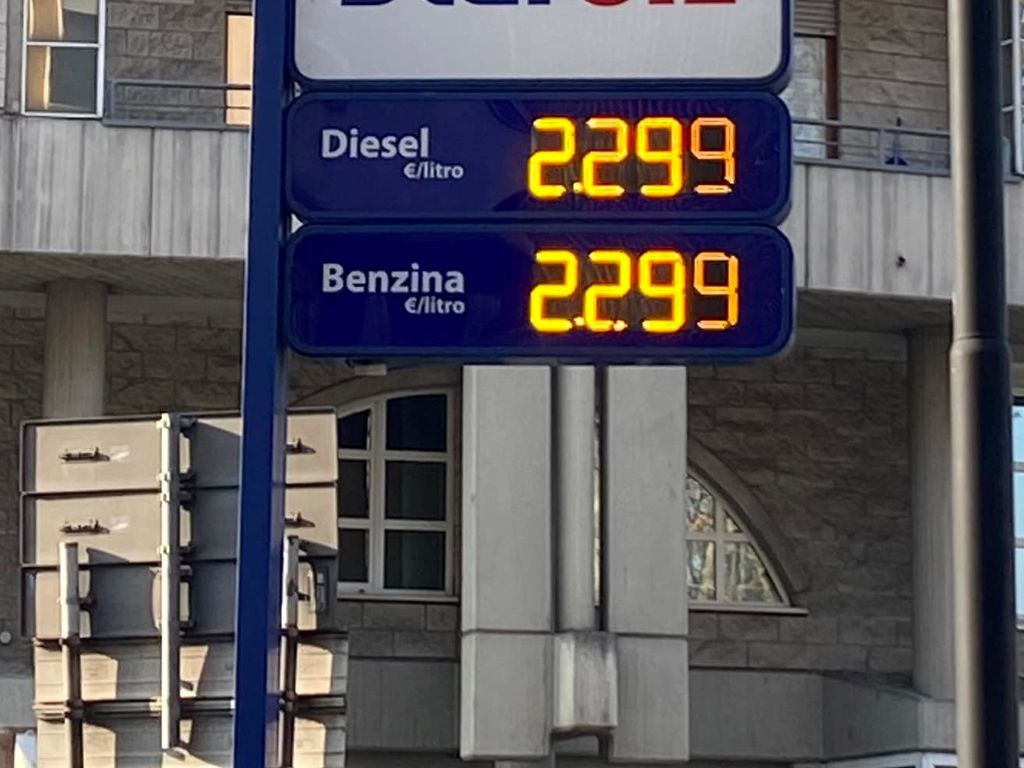 Diesel 2.299
€/litro
Benzina 2.299
€/litro